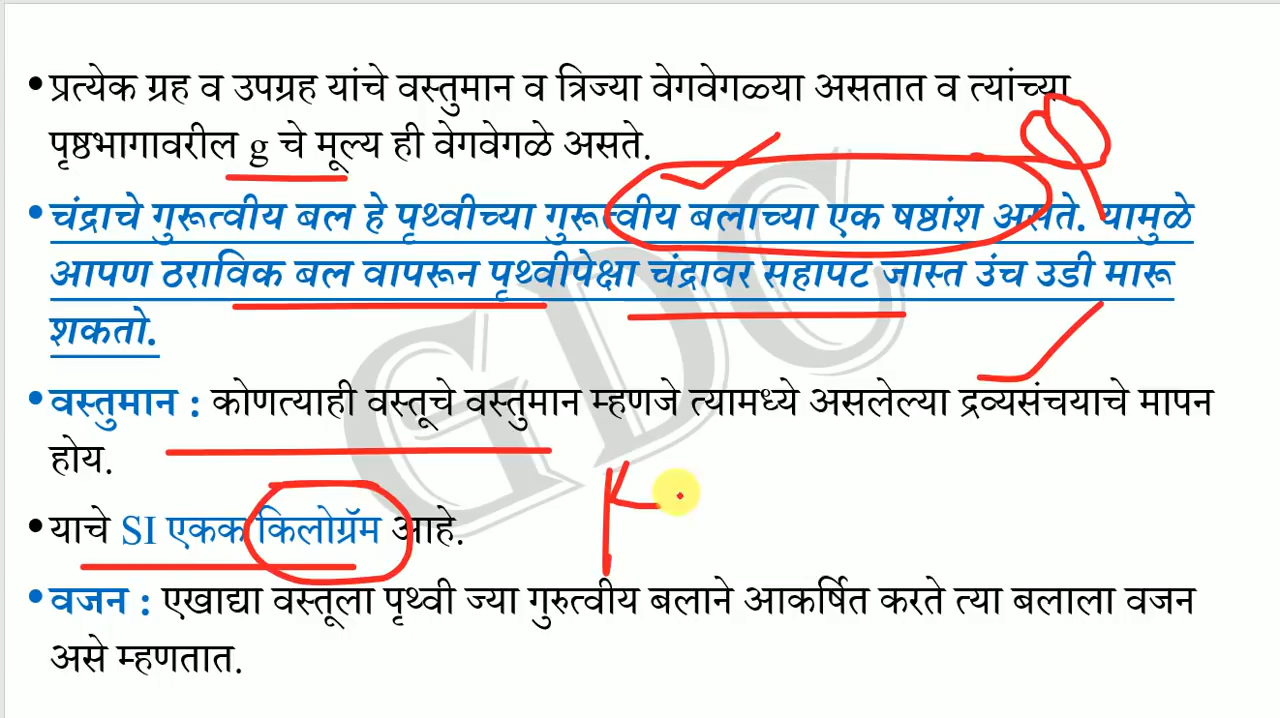 • प्रत्येक ग्रह व उपग्रह यांचे वस्तुमान व त्रिज्या वेगवेगळ्या असतात व त्यांच्या
पृष्ठभागावरील g चे मूल्य ही वेगवेगळे असते.
• चंद्राचे गुरूत्वीय बल हे पृथ्वीच्या गुरूत्वीय बलाच्या एक षष्ठांश असते. यामुळे
आपण ठराविक बल वापरून पृथ्वीपेक्षा चंद्रावर सहापट जास्त उंच उडी मारू
शकतो.
• वस्तुमान : कोणत्याही वस्तूचे वस्तुमान म्हणजे त्यामध्ये असलेल्या द्रव्यसंचयाचे मापन
होय.
• याचे SI एकक किलोग्रॅम आहे.
K
• वजन : एखाद्या वस्तूला पृथ्वी ज्या गुरुत्वीय बलाने आकर्षित करते त्या बलाला वजन
असे म्हणतात.
GDC